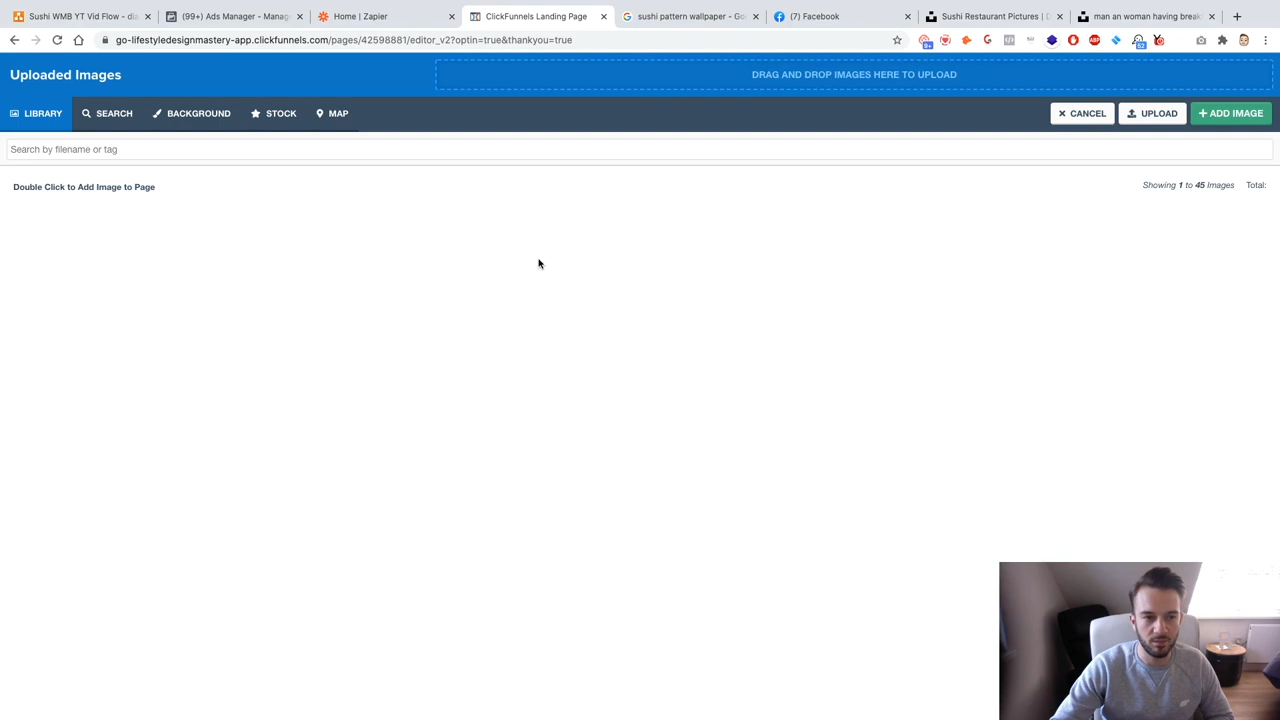 Sushi WMB YT Vid Flow - dia
(99+) Ads Manager - Manag
Home | Zapier
ClickFunnels Landing Page
sushi pattern wallpaper - Go
(7) Facebook
Sushi Restaurant Pictures | D
man an woman having break
go-lifestyledesignmastery-app.clickfunnels.com/pages/42598881/editor_v2?optin=true&thankyou=true
9+
ABP
52
Uploaded Images
DRAG AND DROP IMAGES HERE TO UPLOAD
LIBRARY
SEARCH
BACKGROUND
STOCK
MAP
CANCEL
UPLOAD
ADD IMAGE
Search by filename or tag
Double Click to Add Image to Page
Showing 1 to 45 Images
Total: